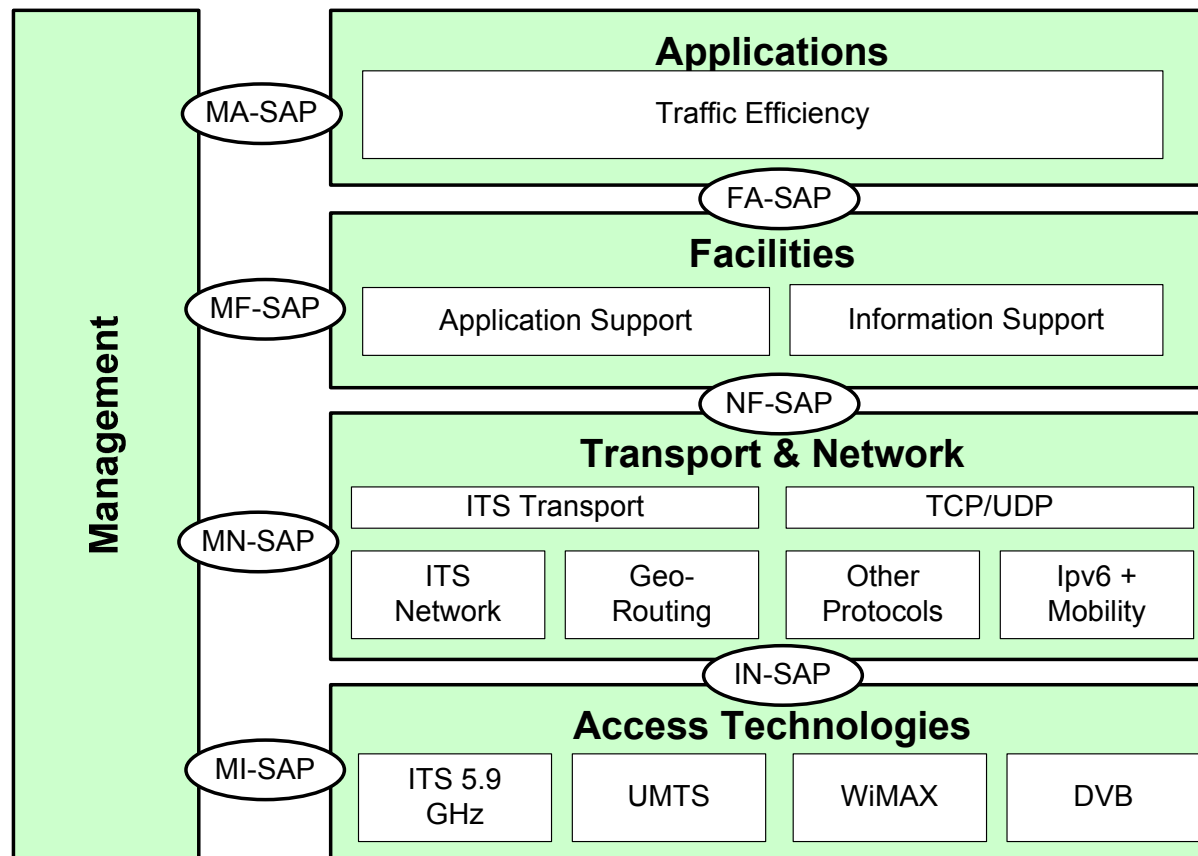 Management
MA-SAP
Applications
Traffic Efficiency
FA-SAP
MF-SAP
Facilities
Application Support
Information Support
NF-SAP
MN-SAP
Transport & Network
ITS Transport
TCP/UDP
ITS
Network
Geo-
Routing
Other
Protocols
Ipv6 +
Mobility
IN-SAP
MI-SAP
Access Technologies
ITS 5.9
GHz
UMTS
WiMAX
DVB